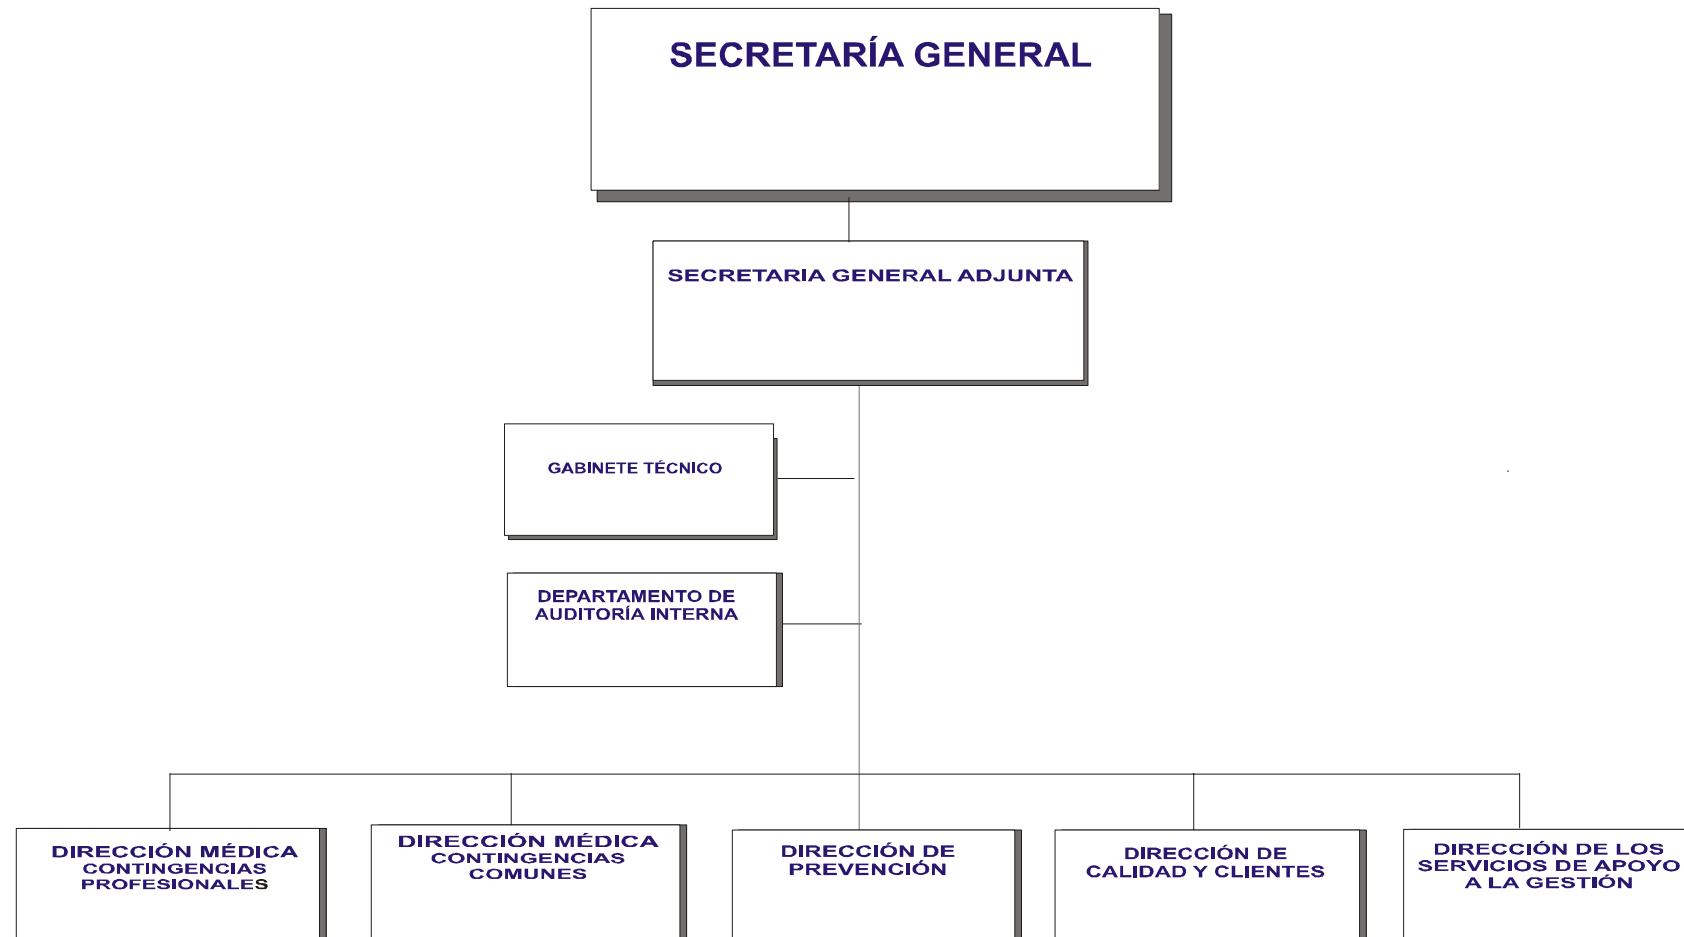 SECRETARÍA GENERAL
SECRETARIA GENERAL ADJUNTA
GABINETE TÉCNICO
DEPARTAMENTO DE
AUDITORÍA INTERNA
DIRECCIÓN MÉDICA
CONTINGENCIAS
PROFESIONALES
DIRECCIÓN MÉDICA
CONTINGENCIAS
COMUNES
DIRECCIÓN DE
PREVENCIÓN
DIRECCIÓN DE
CALIDAD Y CLIENTES
DIRECCIÓN DE LOS
SERVICIOS DE APOYO
A LA GESTIÓN